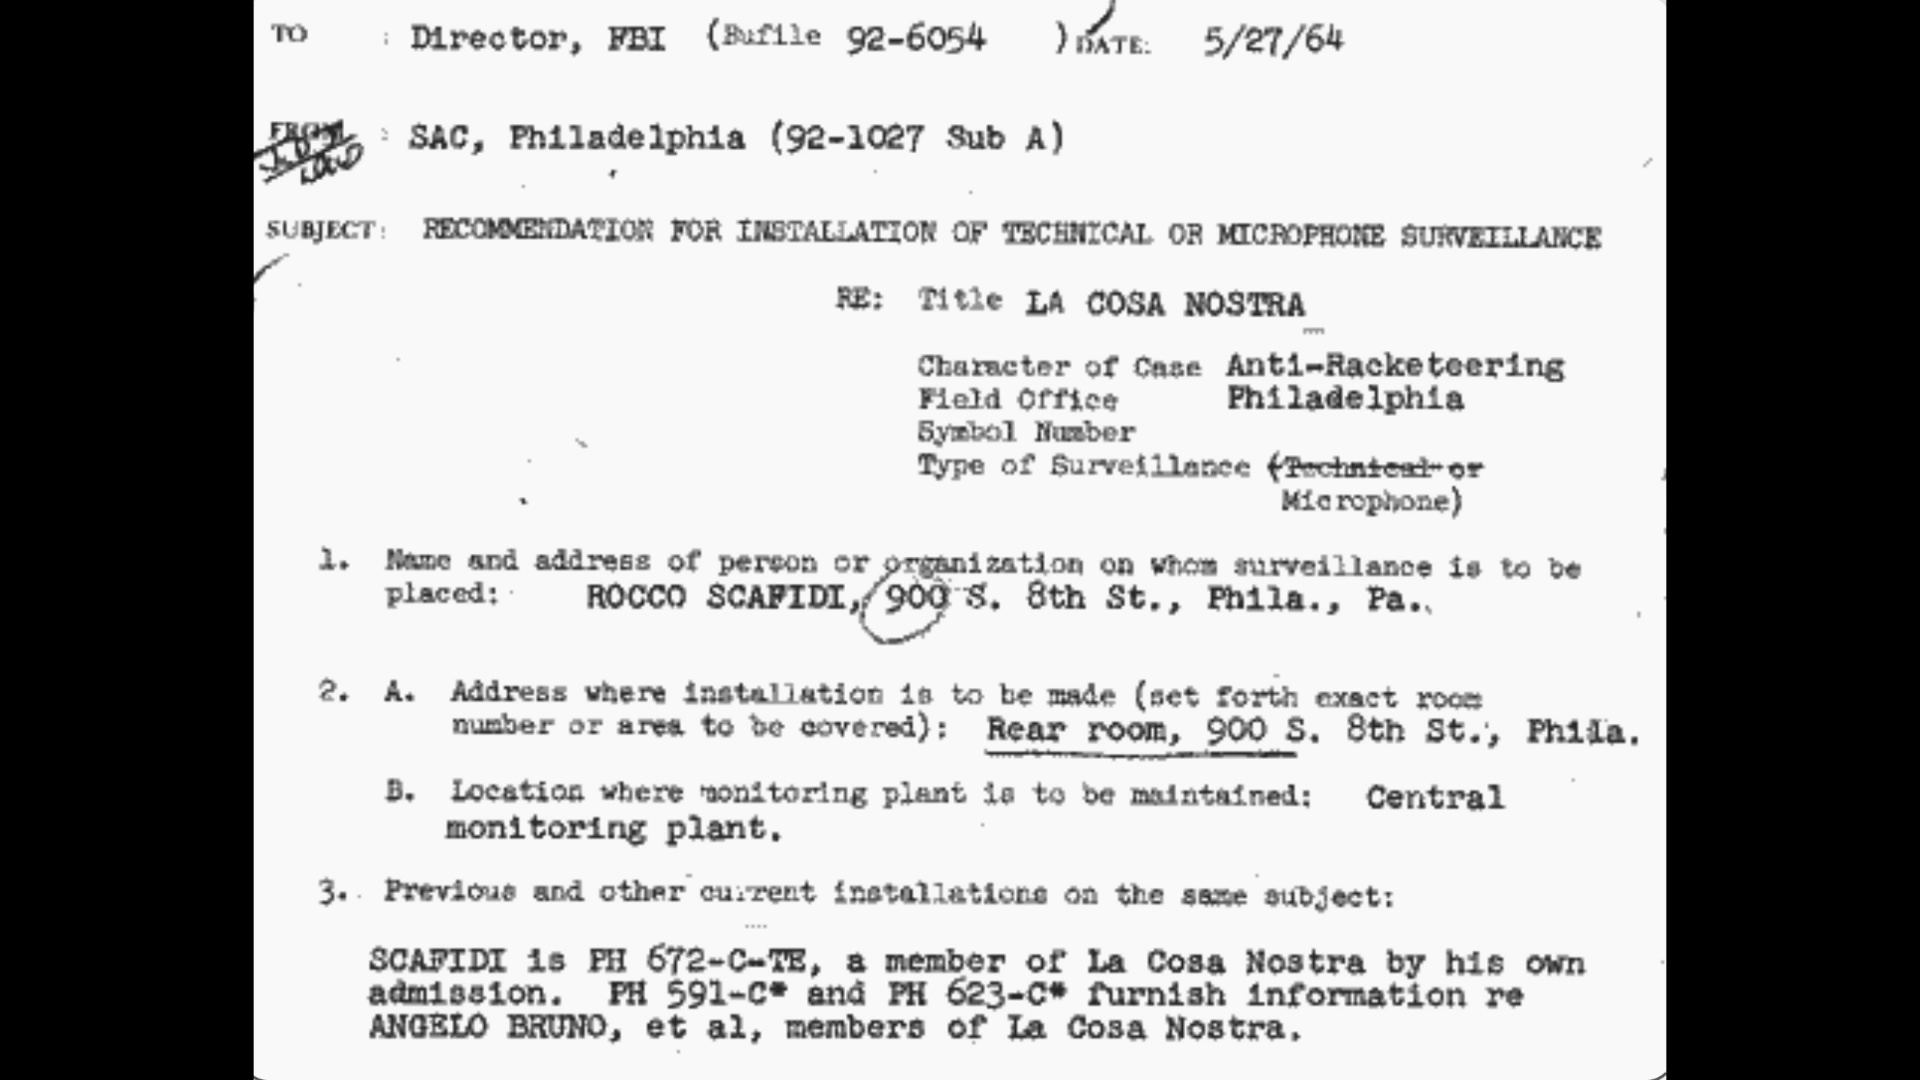 TO : Director, FBI (Bufile 92-6054 ) DATE: 5/27/64
FROM : SAC, Philadelphia (92-1027 Sub A)
SUBJECT: RECOMMENDATION FOR INSTALLATION OF TECHNICAL OR MICROPHONE SURVEILLANCE
RE: Title LA COSA NOSTRA
Character of Case Anti-Racketeering
Field Office Philadelphia
Symbol Number
Type of Surveillance (Technical or
Microphone)
1. Name and address of person or organization on whom surveillance is to be
placed: ROCCO SCAFIDI, 900 S. 8th St., Phila., Pa.
2. A. Address where installation is to be made (set forth exact room
number or area to be covered): Rear room, 900 S. 8th St., Phila.
B. Location where monitoring plant is to be maintained: Central
monitoring plant.
3. Previous and other current installations on the same subject:
SCAFIDI is PH 672-C-TE, a member of La Cosa Nostra by his own
admission. PH 591-C* and PH 623-C* furnish information re
ANGELO BRUNO, et al, members of La Cosa Nostra.